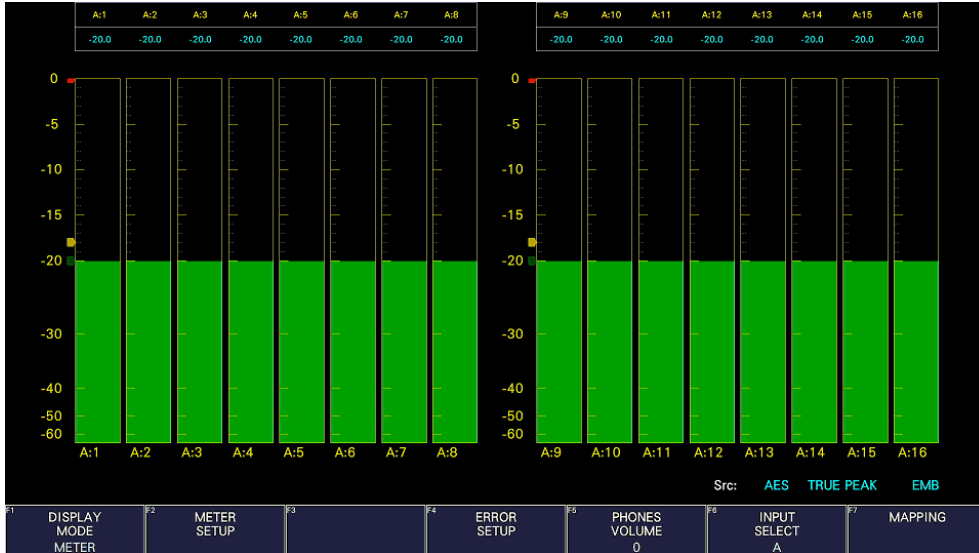 A:1 A:2 A:3 A:4 A:5 A:6 A:7 A:8
-20.0 -20.0 -20.0 -20.0 -20.0 -20.0 -20.0 -20.0
0
-5
-10
-15
-20
-30
-40
-50
-60
A:1 A:2 A:3 A:4 A:5 A:6 A:7 A:8
A:9 A:10 A:11 A:12 A:13 A:14 A:15 A:16
-20.0 -20.0 -20.0 -20.0 -20.0 -20.0 -20.0 -20.0
0
-5
-10
-15
-20
-30
-40
-50
-60
A:9 A:10 A:11 A:12 A:13 A:14 A:15 A:16
Src: AES TRUE PEAK EMB
F1 DISPLAY
MODE
METER
F2 METER
SETUP
F3
F4 ERROR
SETUP
F5 PHONES
VOLUME
0
F6 INPUT
SELECT
A
F7 MAPPING